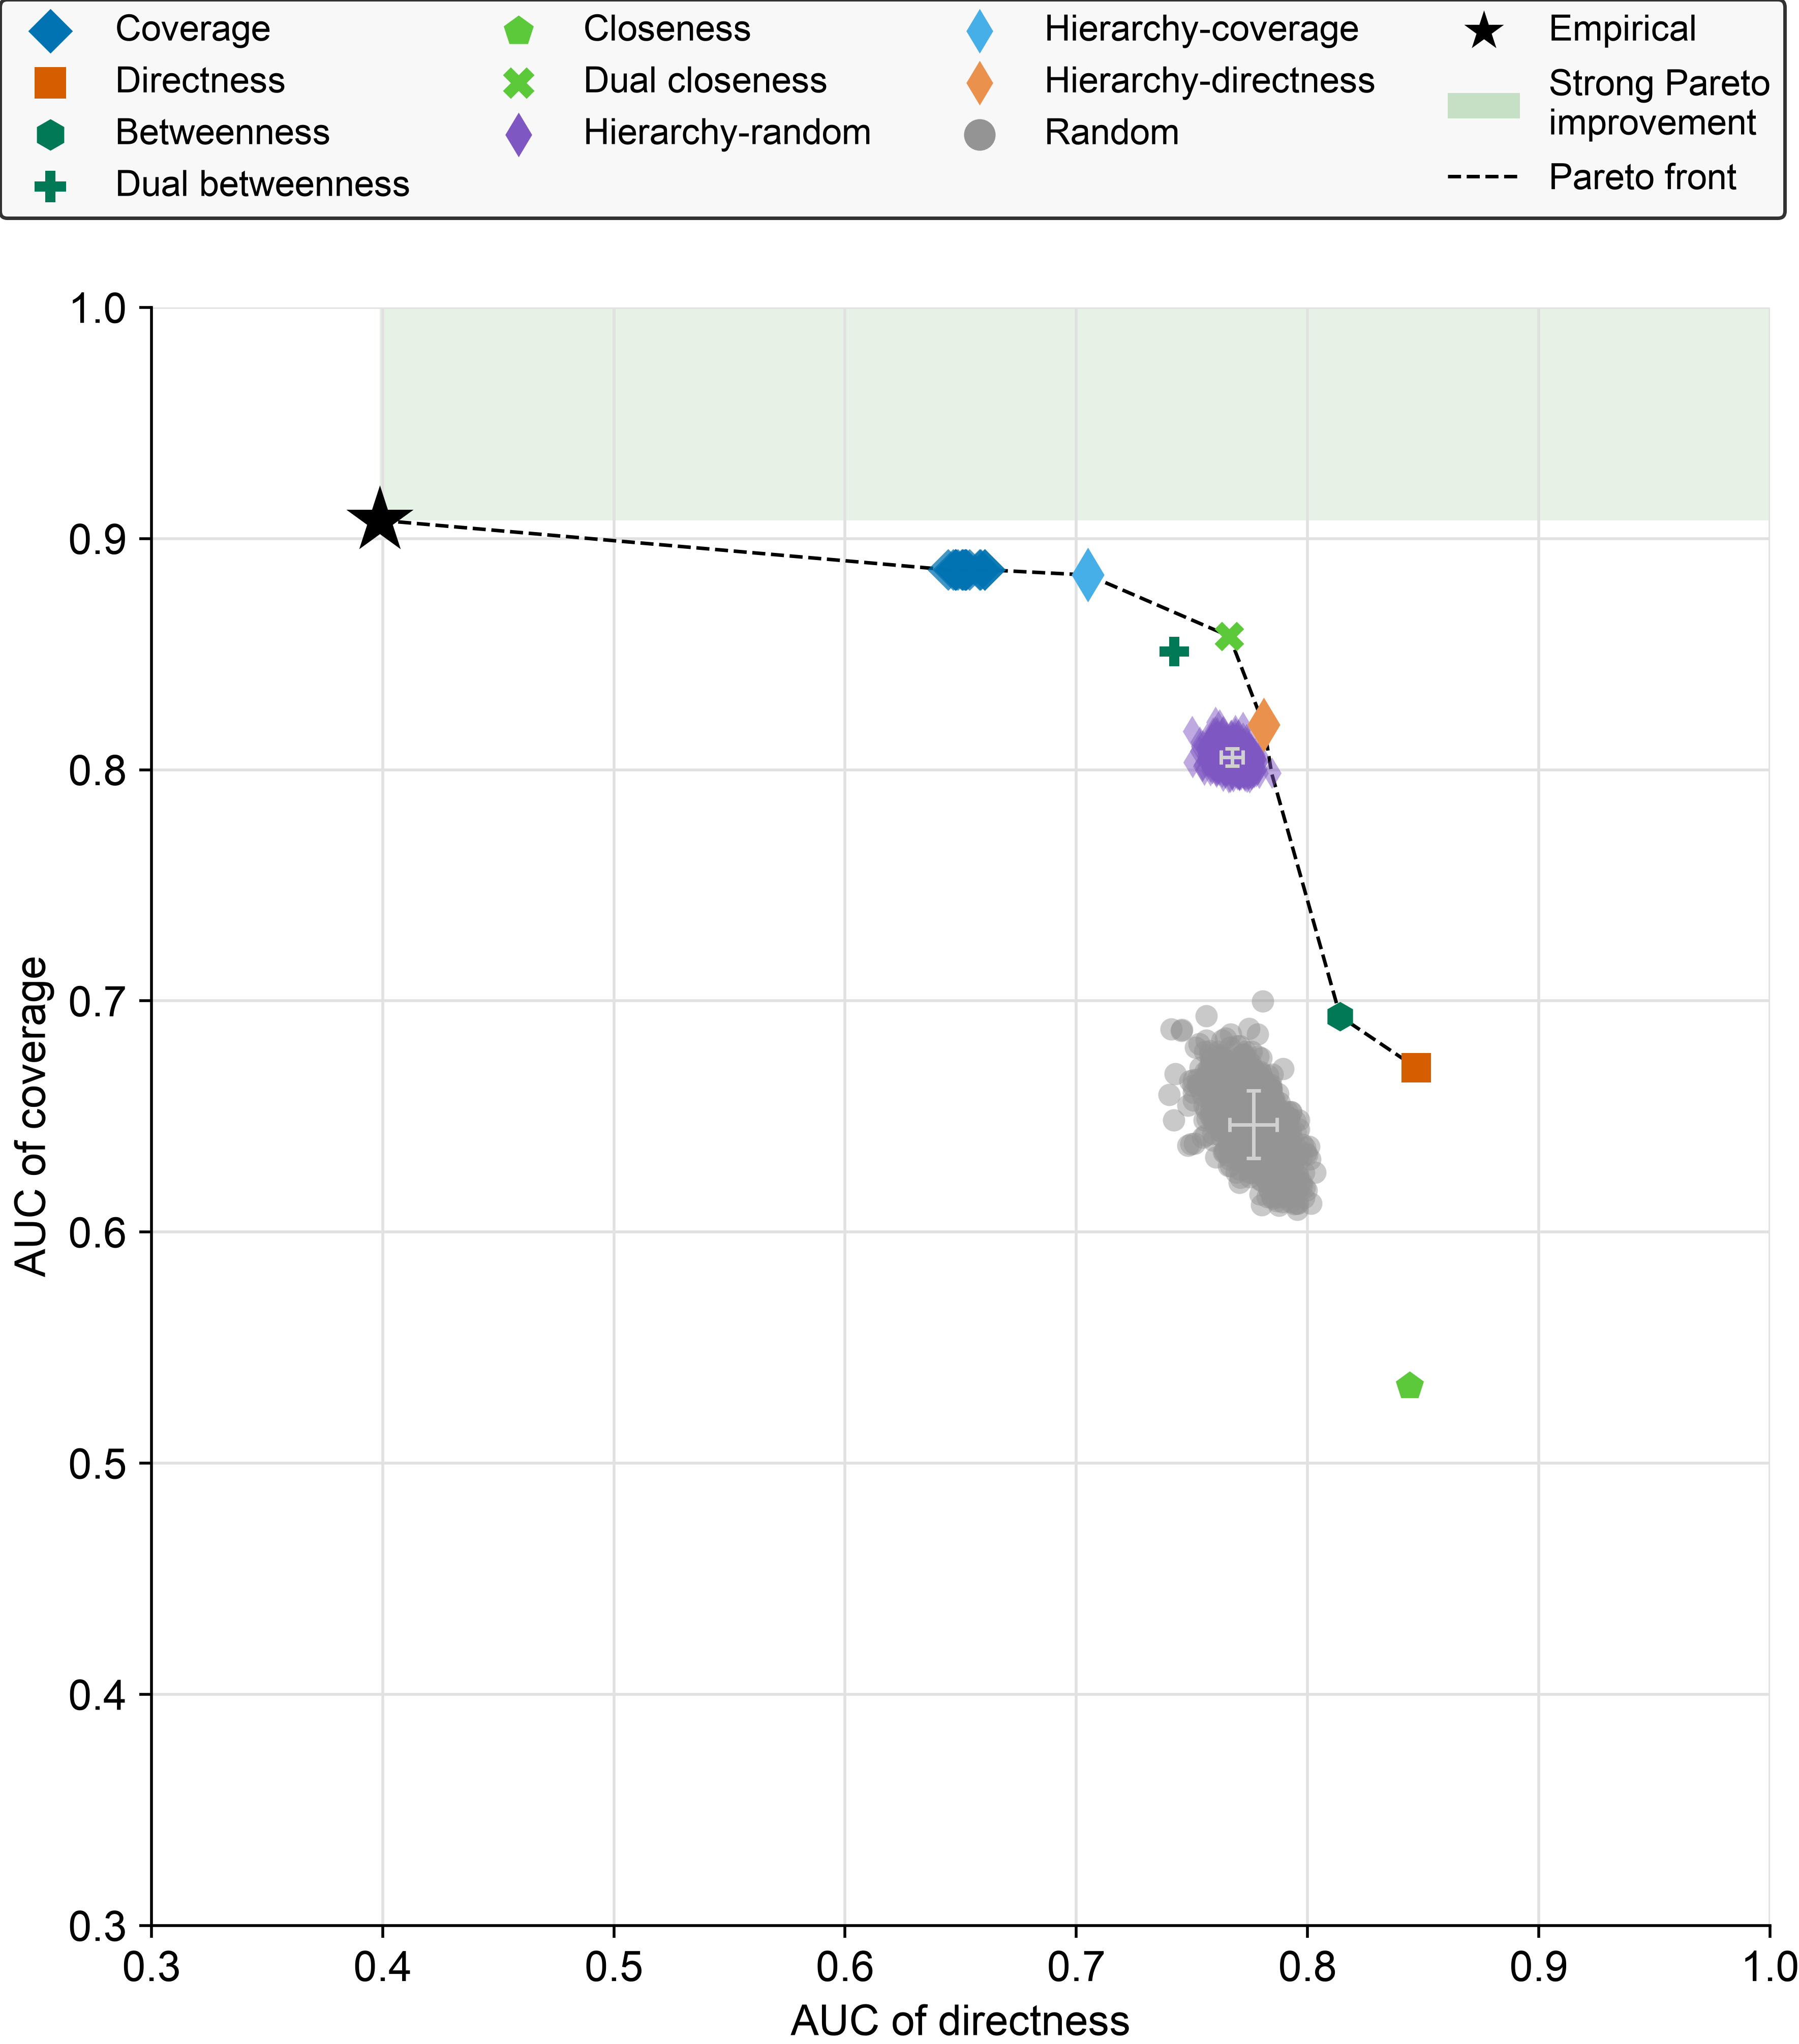 Coverage
Directness
Betweenness
Dual betweenness
Closeness
Dual closeness
Hierarchy-random
Hierarchy-coverage
Hierarchy-directness
Random
Empirical
Strong Pareto
improvement
Pareto front
AUC of coverage
1.0
0.9
0.8
0.7
0.6
0.5
0.4
0.3
0.3 0.4 0.5 0.6 0.7 0.8 0.9 1.0
AUC of directness